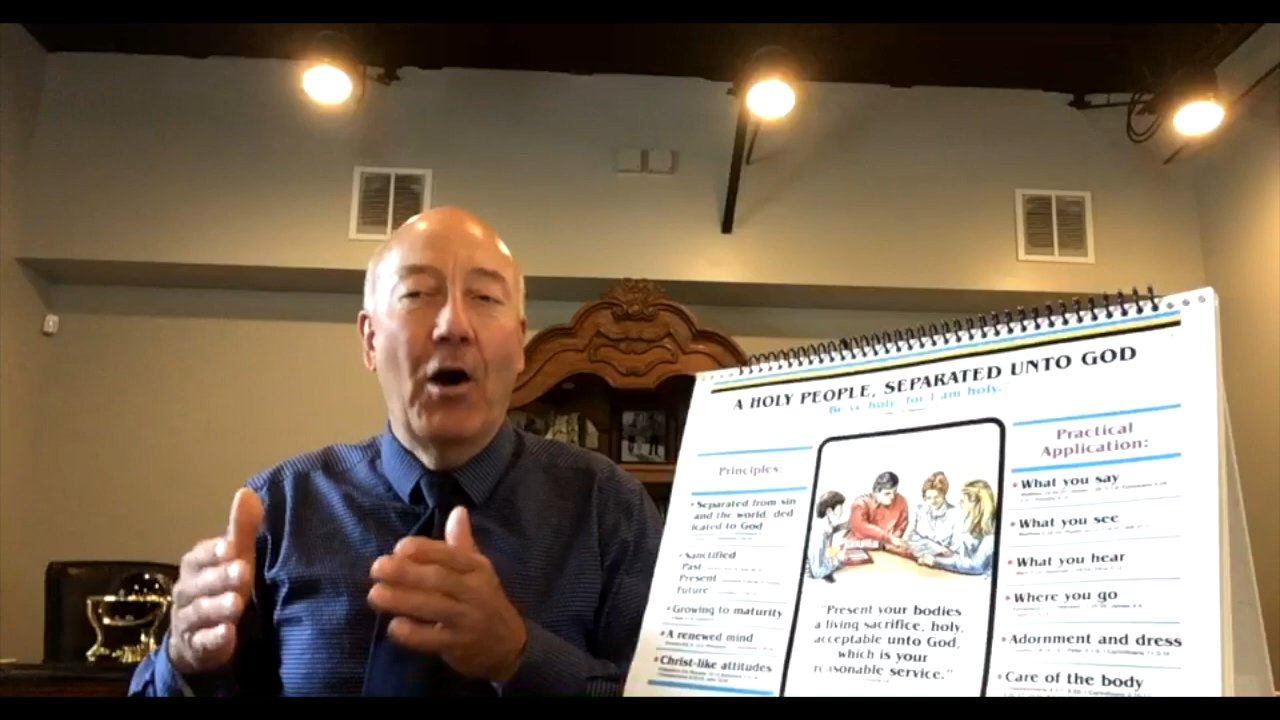 A HOLY PEOPLE, SEPARATED UNTO GOD
Be ye holy, for I am holy.
Principles:
Separated from sin
and the world, ded
icated to God
Sanctified
Past
Present
Future
Growing to maturity
A renewed mind
Christ-like attitudes
"Present your bodies
a living sacrifice, holy,
acceptable unto God,
which is your
reasonable service."
Practical
Application:
What you say
What you see
What you hear
Where you go
Adornment and dress
Care of the body